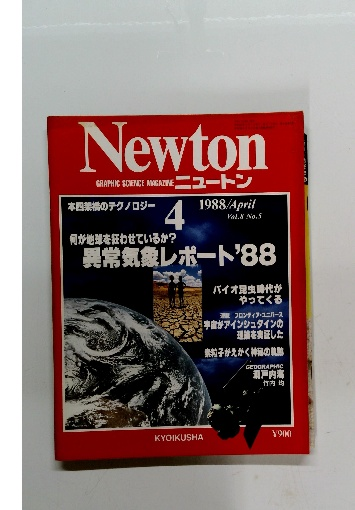 Newton
GRAPHIC SCIENCE MAGAZINE ニュートン
本四架橋のテクノロジー
4
1988/April
Vol.8 No.5
何が地球を狂わせているか?
異常気象レポート'88
バイオ昆虫時代が
やってくる
連載 フロンティア・ユニバース
宇宙がアインシュタインの
理論を実証した
素粒子がえがく神秘の軌跡
GEOGRAPHIC
瀬戸内海
竹内 均
KYOIKUSHA
¥900